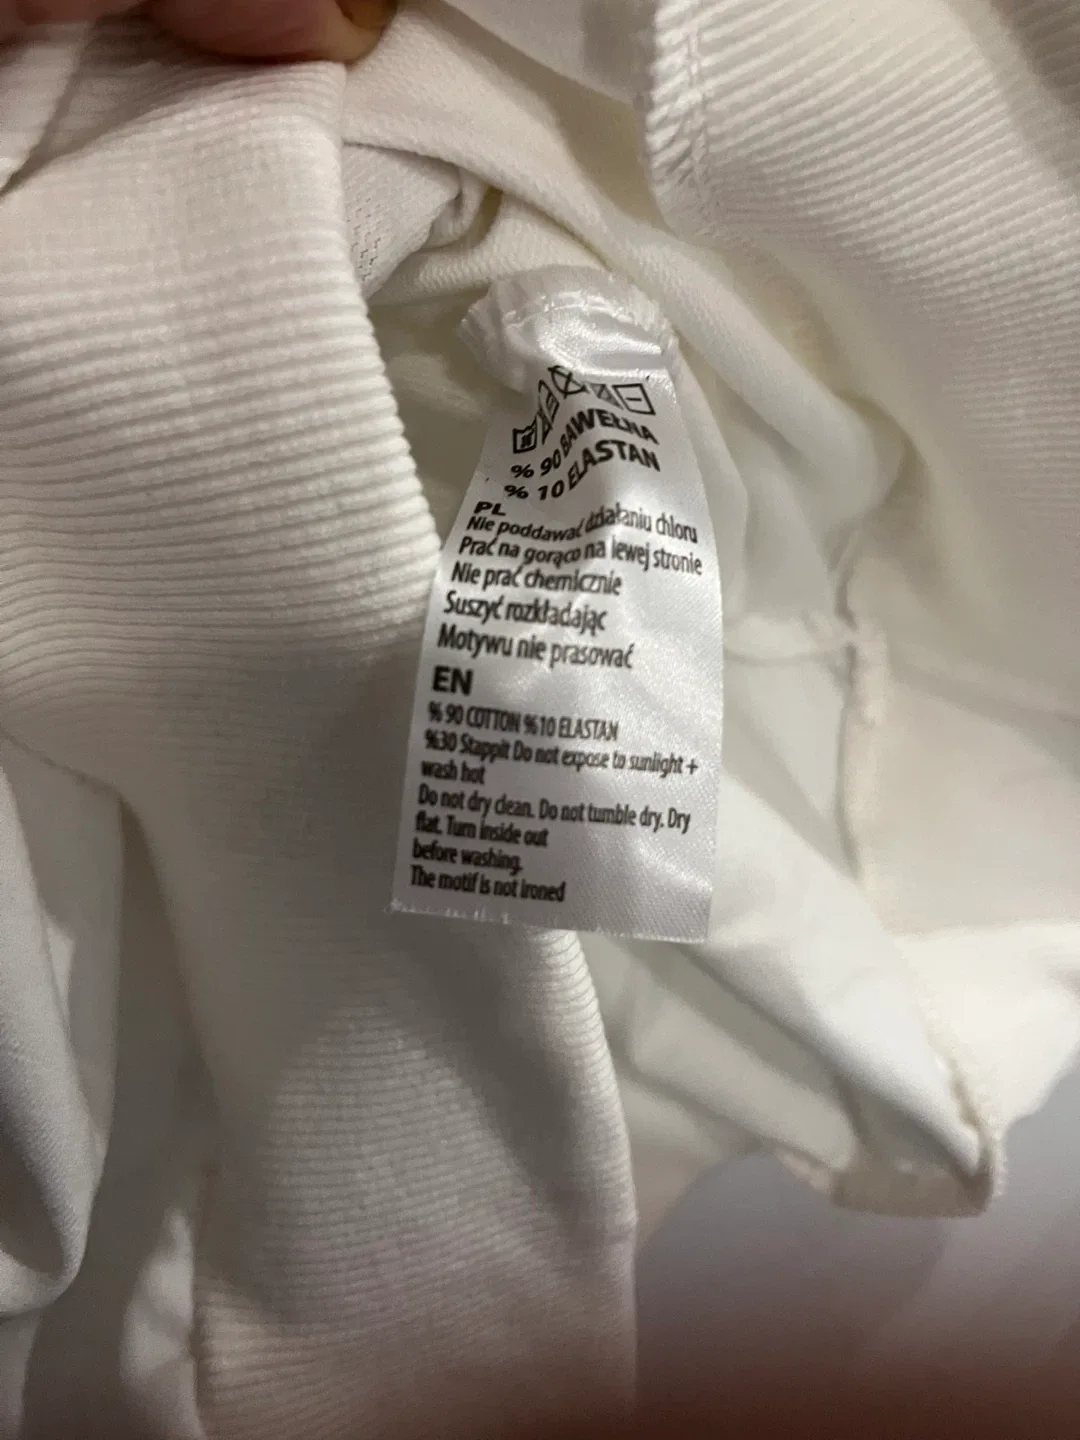 % 90 BAWEŁNA
% 10 ELASTAN
PL
Nie poddawać działaniu chloru
Prać na gorąco na lewej stronie
Nie prać chemicznie
Suszyć rozkładając
Motywu nie prasować
EN
% 90 COTTON % 10 ELASTAN
%30 Stappit Do not expose to sunlight +
wash hot
Do not dry clean. Do not tumble dry. Dry
flat. Turn inside out
before washing.
The motif is not ironed